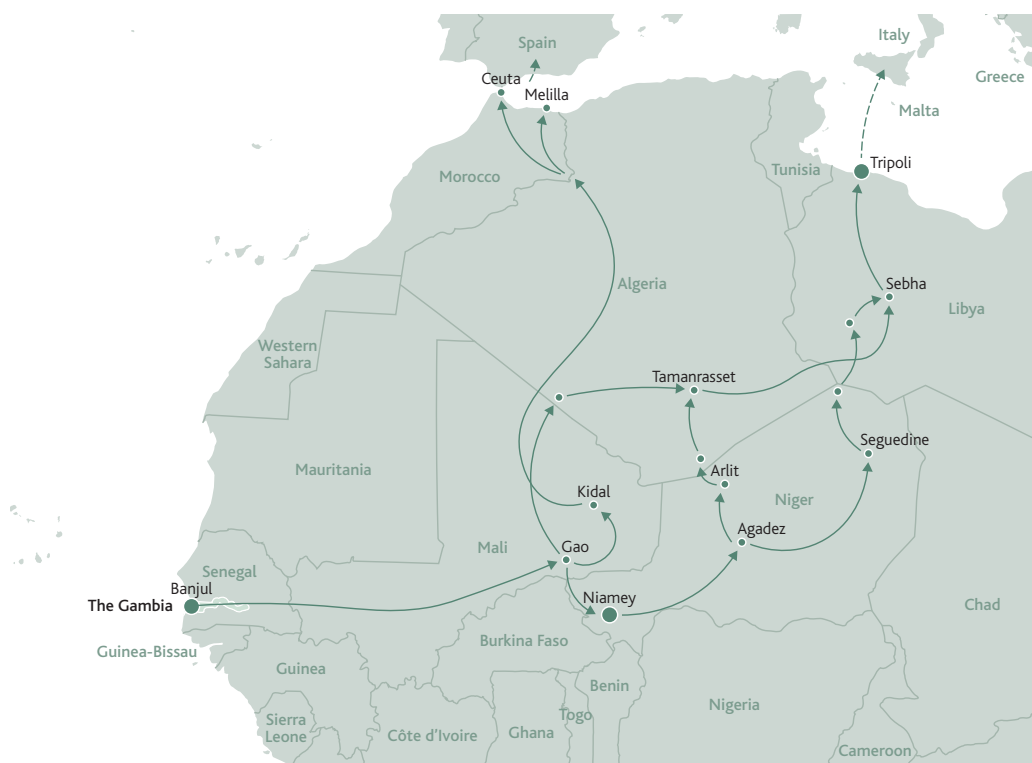 Italy
Spain
Ceuta
Melilla
Greece
Malta
Tripoli
Tunisia
Morocco
Algeria
Sebha
Libya
Western
Sahara
Tamanrasset
Seguedine
Mauritania
Arlit
Kidal
Niger
Agadez
Mali
Gao
Senegal
Banjul
Niamey
The Gambia
Chad
Burkina Faso
Guinea-Bissau
Guinea
Benin
Nigeria
Togo
Sierra
Leone
Côte d’Ivoire
Ghana
Cameroon